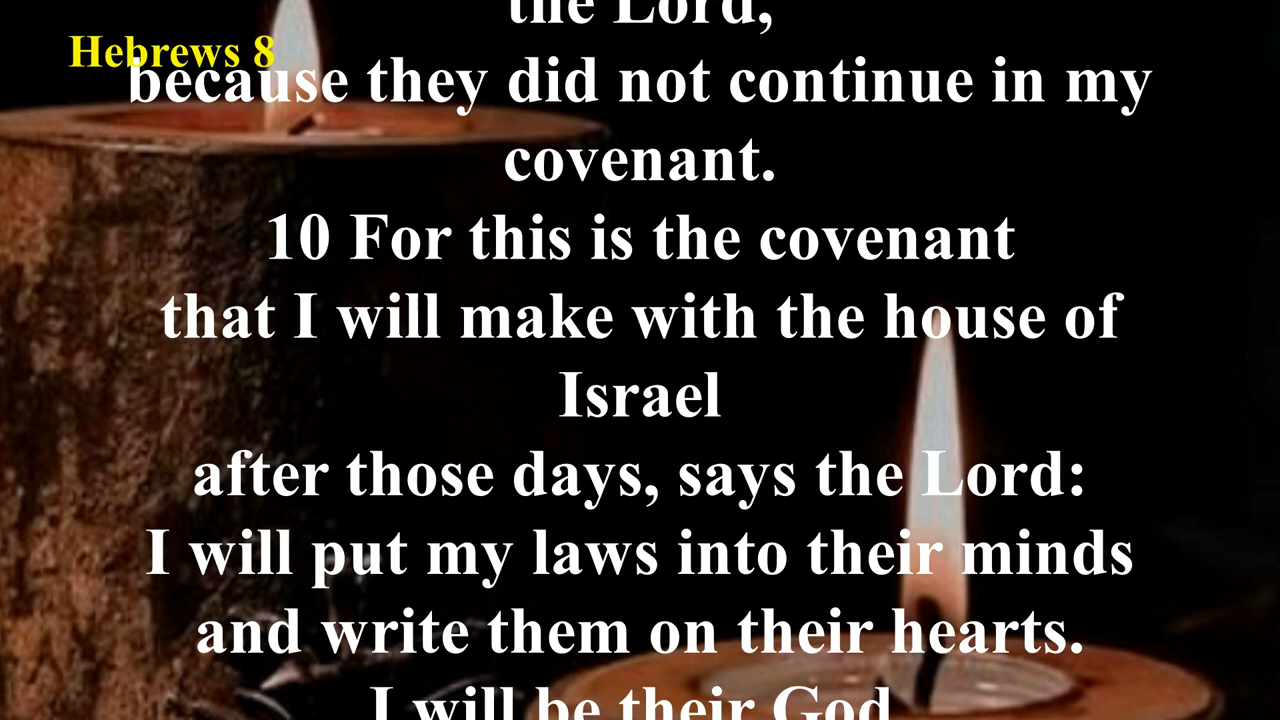 the Lord,
Hebrews 8
because they did not continue in my
covenant.
10 For this is the covenant
that I will make with the house of
Israel
after those days, says the Lord:
I will put my laws into their minds
and write them on their hearts.
I will be their God